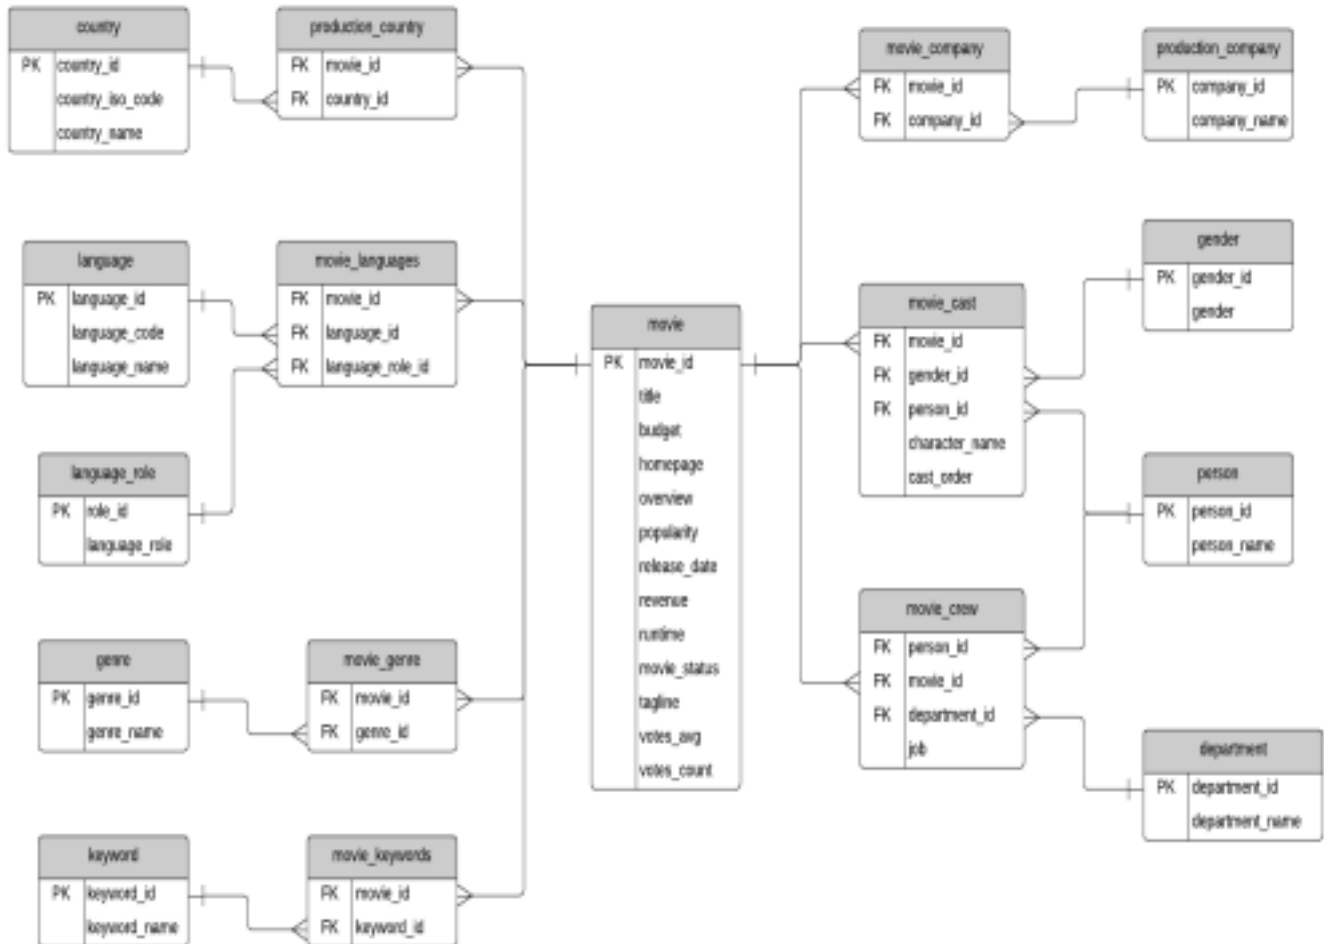 country
PK country_id
country_iso_code
country_name
production_country
FK movie_id
FK country_id
language
PK language_id
language_code
language_name
movie_languages
FK movie_id
FK language_id
FK language_role_id
language_role
PK role_id
language_role
genre
PK genre_id
genre_name
movie_genre
FK movie_id
FK genre_id
keyword
PK keyword_id
keyword_name
movie_keywords
FK movie_id
FK keyword_id
movie
PK movie_id
title
budget
homepage
overview
popularity
release_date
revenue
runtime
movie_status
tagline
votes_avg
votes_count
movie_company
FK movie_id
FK company_id
production_company
PK company_id
company_name
gender
PK gender_id
gender
movie_cast
FK movie_id
FK gender_id
FK person_id
character_name
cast_order
person
PK person_id
person_name
movie_crew
FK person_id
FK movie_id
FK department_id
job
department
PK department_id
department_name